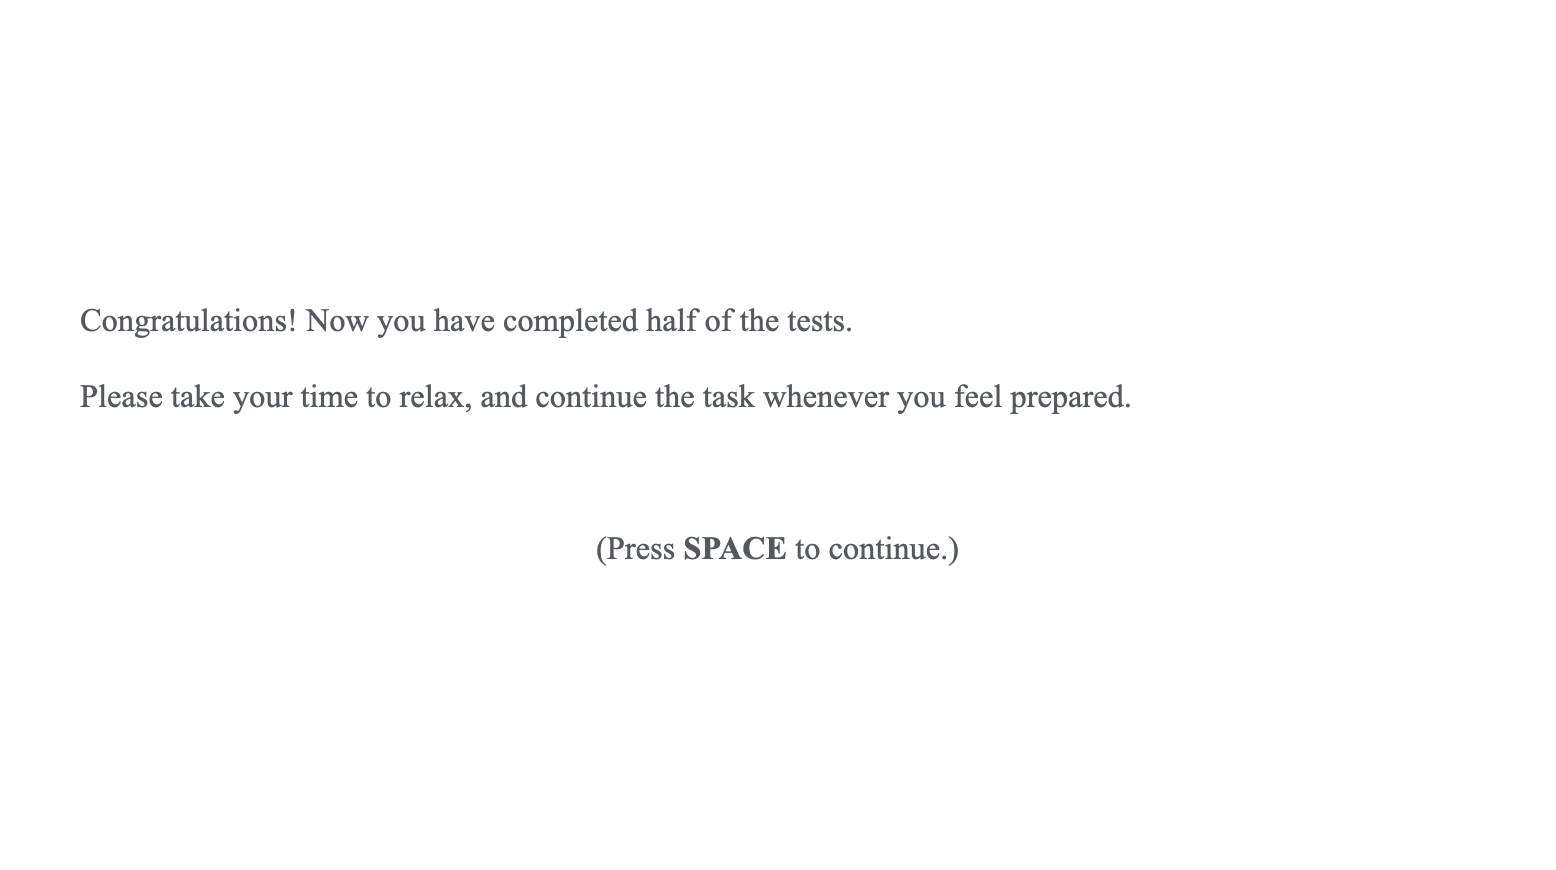 Congratulations! Now you have completed half of the tests.
Please take your time to relax, and continue the task whenever you feel prepared.
(Press SPACE to continue.)